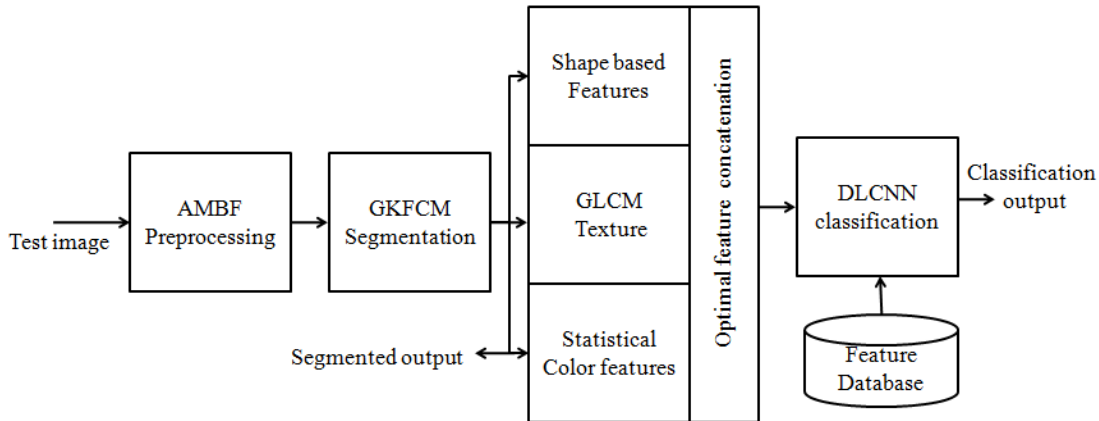 Test image
AMBF
Preprocessing
GKFCM
Segmentation
Segmented output
Shape based
Features
GLCM
Texture
Statistical
Color features
Optimal feature concatenation
DLCNN
classification
Classification
output
Feature
Database